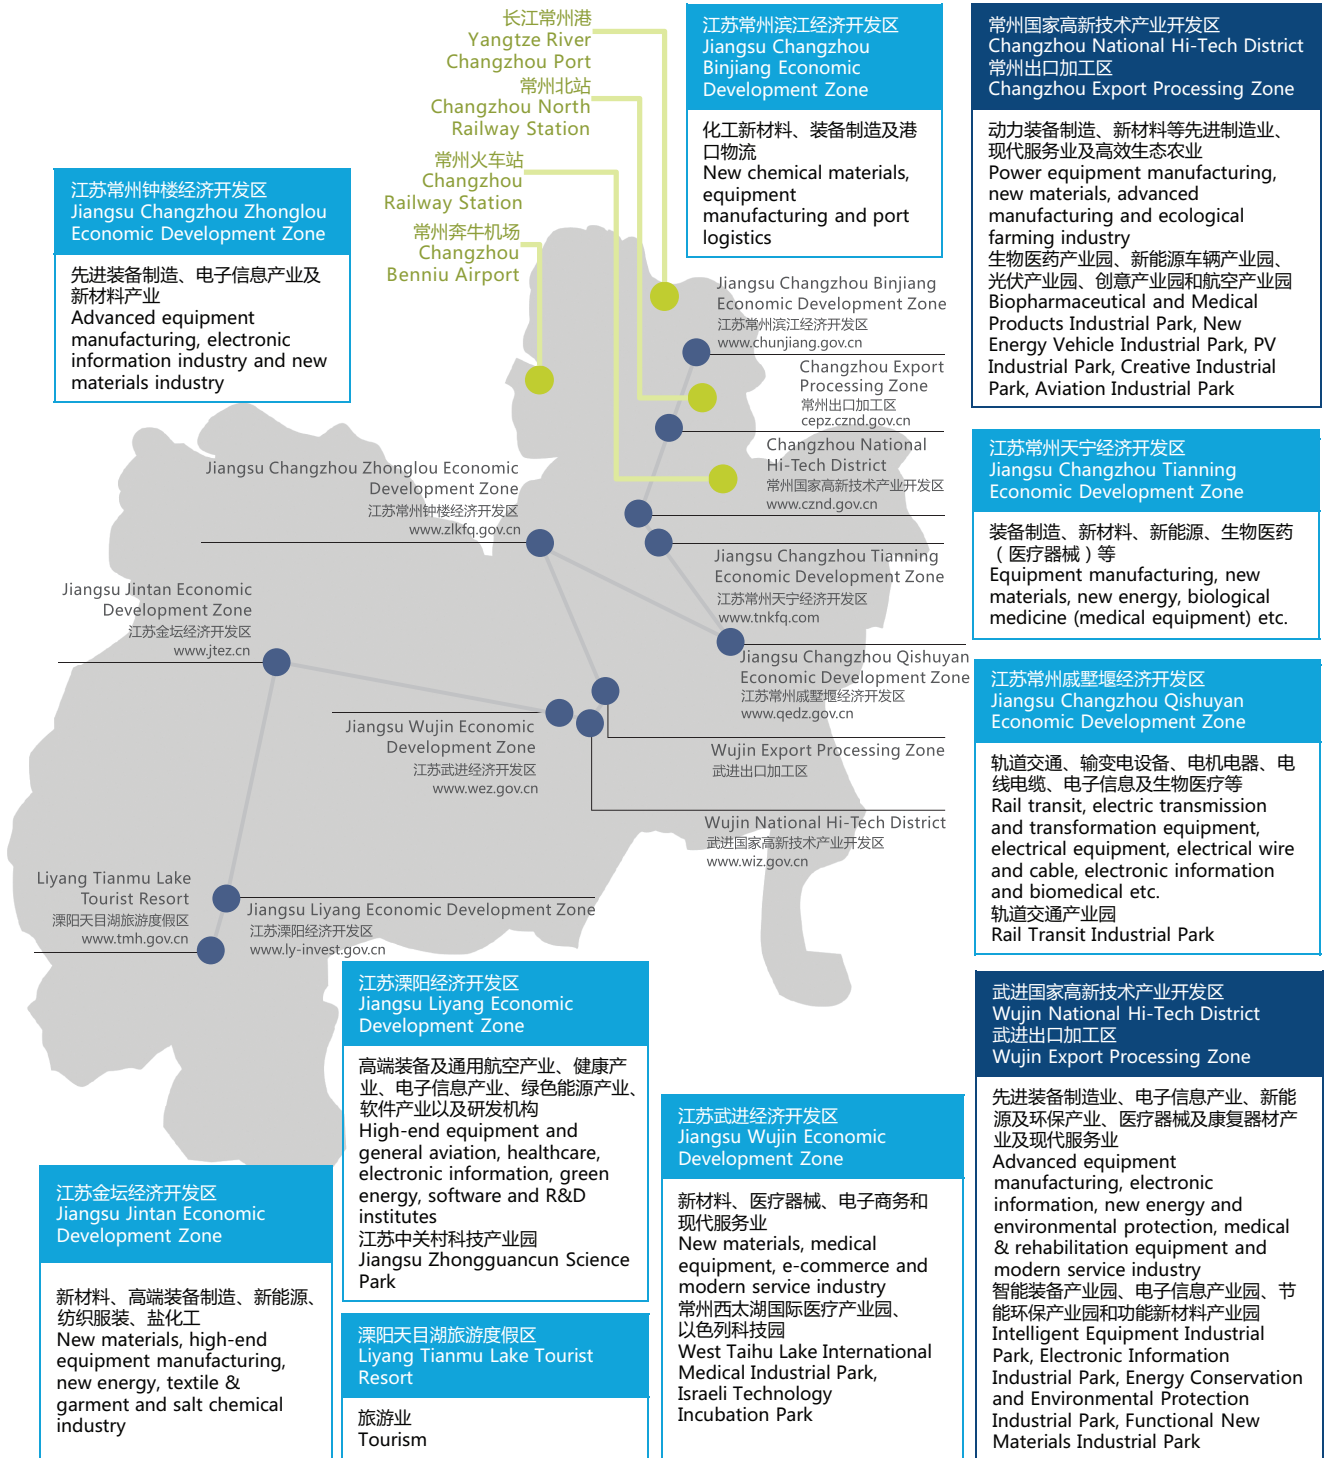 长江常州港
Yangtze River
Changzhou Port
常州北站
Changzhou North
Railway Station
常州火车站
Changzhou
Railway Station
常州奔牛机场
Changzhou
Benniu Airport
江苏常州滨江经济开发区
Jiangsu Changzhou
Binjiang Economic
Development Zone
化工新材料、装备制造及港
口物流
New chemical materials,
equipment
manufacturing and port
logistics
常州国家高新技术产业开发区
Changzhou National Hi-Tech District
常州出口加工区
Changzhou Export Processing Zone
动力装备制造、新材料等先进制造业、
现代服务业及高效生态农业
Power equipment manufacturing,
new materials, advanced
manufacturing and ecological
farming industry
生物医药产业园、新能源车辆产业园、
光伏产业园、创意产业园和航空产业园
Biopharmaceutical and Medical
Products Industrial Park, New
Energy Vehicle Industrial Park, PV
Industrial Park, Creative Industrial
Park, Aviation Industrial Park
江苏常州钟楼经济开发区
Jiangsu Changzhou Zhonglou
Economic Development Zone
先进装备制造、电子信息产业及
新材料产业
Advanced equipment
manufacturing, electronic
information industry and new
materials industry
Jiangsu Changzhou Binjiang
Economic Development Zone
江苏常州滨江经济开发区
www.chunjiang.gov.cn
Changzhou Export
Processing Zone
常州出口加工区
cepz.cznd.gov.cn
Changzhou National
Hi-Tech District
常州国家高新技术产业开发区
www.cznd.gov.cn
Jiangsu Changzhou Zhonglou Economic
Development Zone
江苏常州钟楼经济开发区
www.zlkfq.gov.cn
Jiangsu Changzhou Tianning
Economic Development Zone
江苏常州天宁经济开发区
www.tnkfq.com
Jiangsu Jintan Economic
Development Zone
江苏金坛经济开发区
www.jtez.cn
Jiangsu Changzhou Qishuyan
Economic Development Zone
江苏常州戚墅堰经济开发区
www.qedz.gov.cn
Jiangsu Wujin Economic
Development Zone
江苏武进经济开发区
www.wez.gov.cn
Wujin Export Processing Zone
武进出口加工区
Wujin National Hi-Tech District
武进国家高新技术产业开发区
www.wiz.gov.cn
Liyang Tianmu Lake
Tourist Resort
溧阳天目湖旅游度假区
www.tmh.gov.cn
Jiangsu Liyang Economic Development Zone
江苏溧阳经济开发区
www.ly-invest.gov.cn
江苏常州天宁经济开发区
Jiangsu Changzhou Tianning
Economic Development Zone
装备制造、新材料、新能源、生物医药
（医疗器械）等
Equipment manufacturing, new
materials, new energy, biological
medicine (medical equipment) etc.
江苏常州戚墅堰经济开发区
Jiangsu Changzhou Qishuyan
Economic Development Zone
轨道交通、输变电设备、电机电器、电
线电缆、电子信息及生物医疗等
Rail transit, electric transmission
and transformation equipment,
electrical equipment, electrical wire
and cable, electronic information
and biomedical etc.
轨道交通产业园
Rail Transit Industrial Park
江苏溧阳经济开发区
Jiangsu Liyang Economic
Development Zone
高端装备及通用航空产业、健康产
业、电子信息产业、绿色能源产业、
软件产业以及研发机构
High-end equipment and
general aviation, healthcare,
electronic information, green
energy, software and R&D
institutes
江苏中关村科技产业园
Jiangsu Zhongguancun Science
Park
武进国家高新技术产业开发区
Wujin National Hi-Tech District
武进出口加工区
Wujin Export Processing Zone
先进装备制造业、电子信息产业、新能
源及环保产业、医疗器械及康复器材产
业及现代服务业
Advanced equipment
manufacturing, electronic
information, new energy and
environmental protection, medical
& rehabilitation equipment and
modern service industry
智能装备产业园、电子信息产业园、节
能环保产业园和功能新材料产业园
Intelligent Equipment Industrial
Park, Electronic Information
Industrial Park, Energy Conservation
and Environmental Protection
Industrial Park, Functional New
Materials Industrial Park
江苏武进经济开发区
Jiangsu Wujin Economic
Development Zone
新材料、医疗器械、电子商务和
现代服务业
New materials, medical
equipment, e-commerce and
modern service industry
常州西太湖国际医疗产业园、
以色列科技园
West Taihu Lake International
Medical Industrial Park,
Israeli Technology
Incubation Park
江苏金坛经济开发区
Jiangsu Jintan Economic
Development Zone
新材料、高端装备制造、新能源、
纺织服装、盐化工
New materials, high-end
equipment manufacturing,
new energy, textile &
garment and salt chemical
industry
溧阳天目湖旅游度假区
Liyang Tianmu Lake Tourist
Resort
旅游业
Tourism